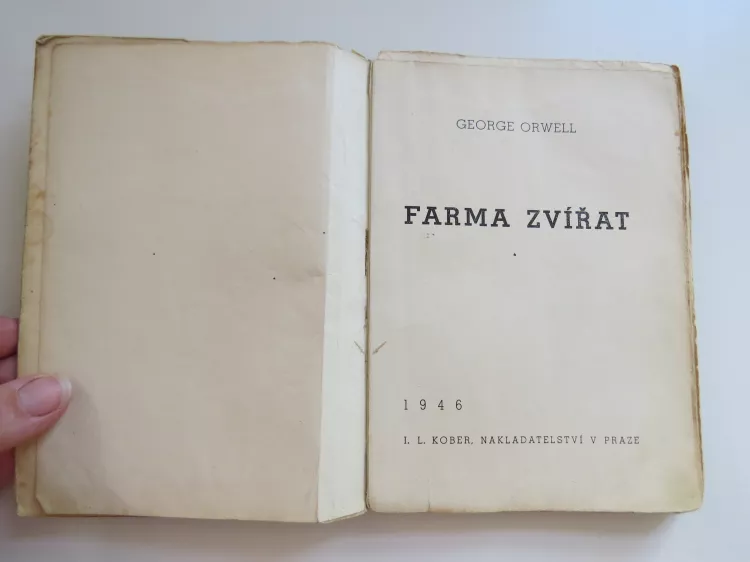 GEORGE ORWELL
FARMA ZVÍŘAT
1946
I. L. KOBER, NAKLADATELSTVÍ V PRAZE